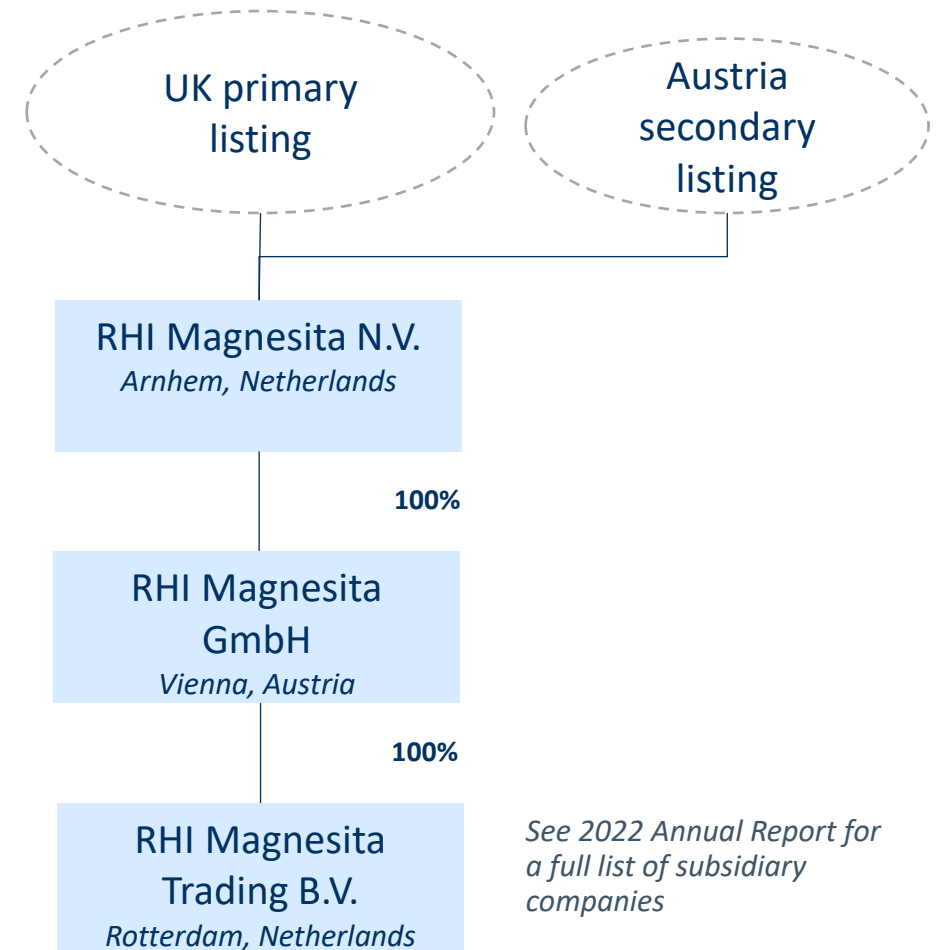 UK primary
listing
Austria
secondary
listing
RHI Magnesita N.V.
Arnhem, Netherlands
100%
RHI Magnesita
GmbH
Vienna, Austria
100%
RHI Magnesita
Trading B.V.
Rotterdam, Netherlands
See 2022 Annual Report for
a full list of subsidiary
companies